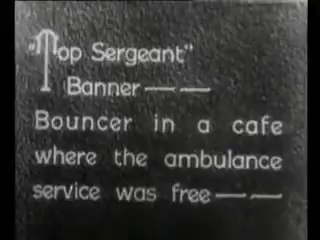 "Top Sergeant"
Banner — —
Bouncer in a cafe
where the ambulance
service was free — —